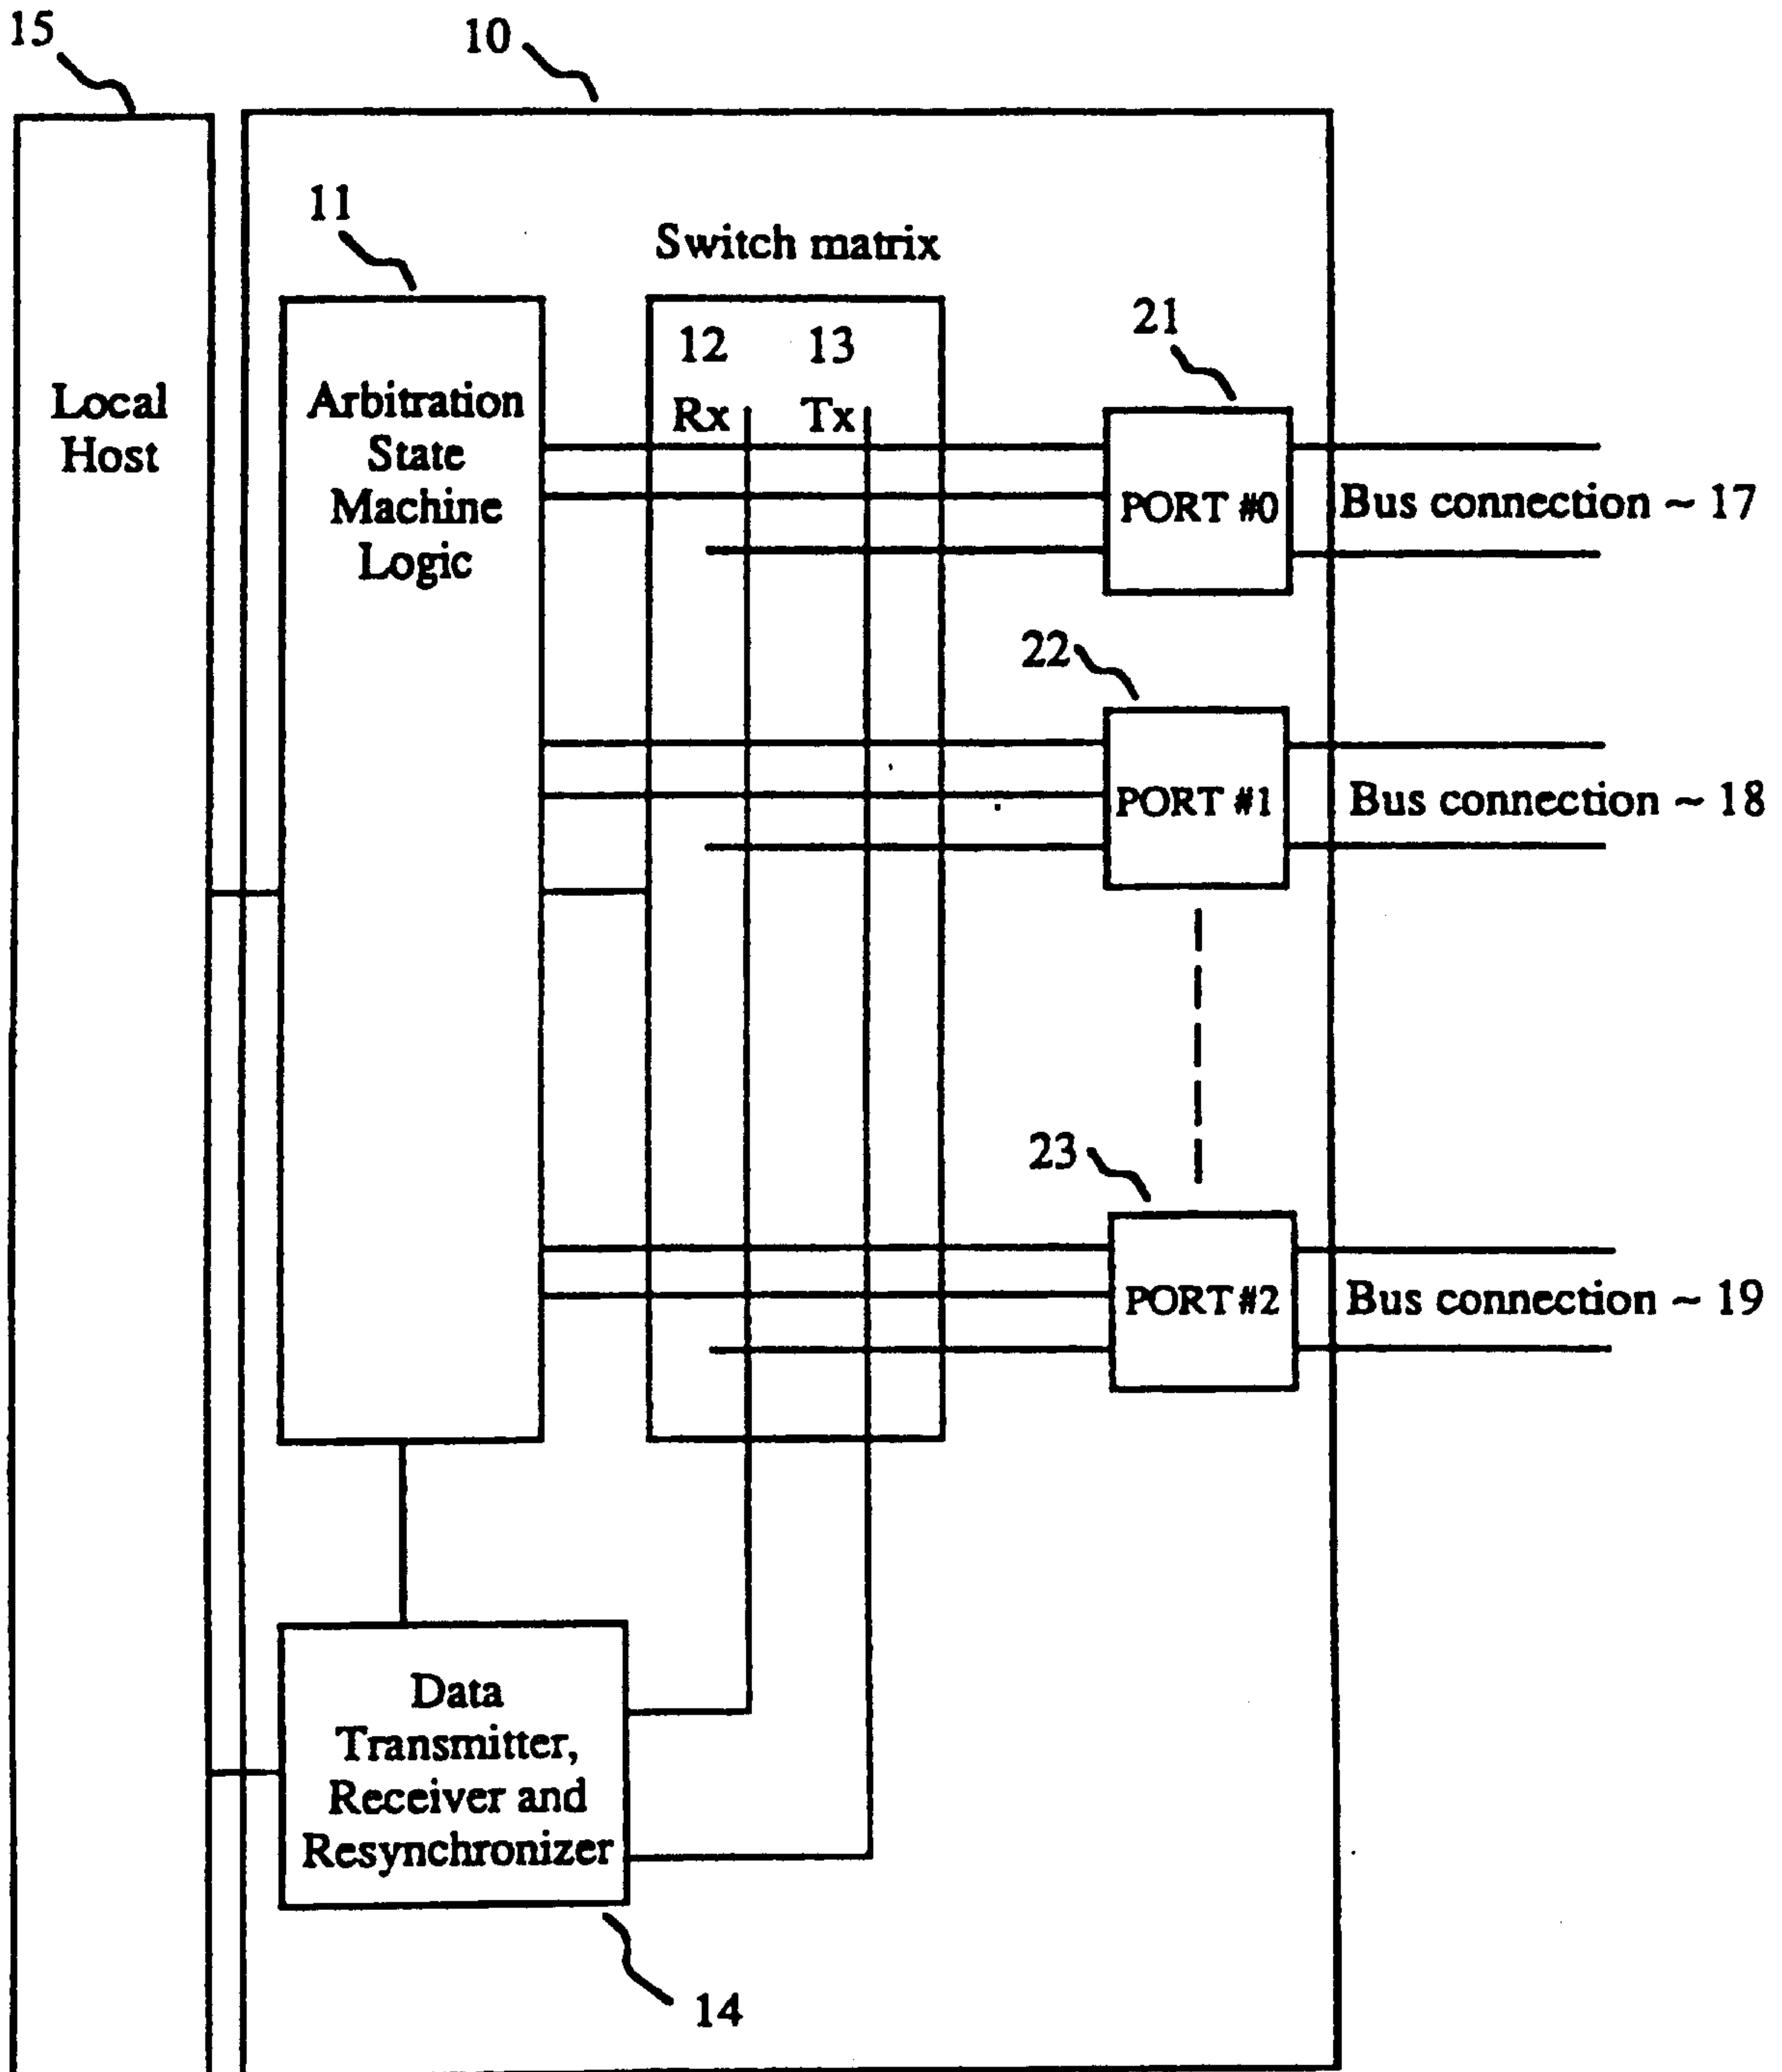 15
10
11
Switch matrix
Local
Host
Arbitration
State
Machine
Logic
12
13
Rx
Tx
21
PORT #0
Bus connection ~ 17
22
PORT #1
Bus connection ~ 18
23
PORT #2
Bus connection ~ 19
Data
Transmitter,
Receiver and
Resynchronizer
14